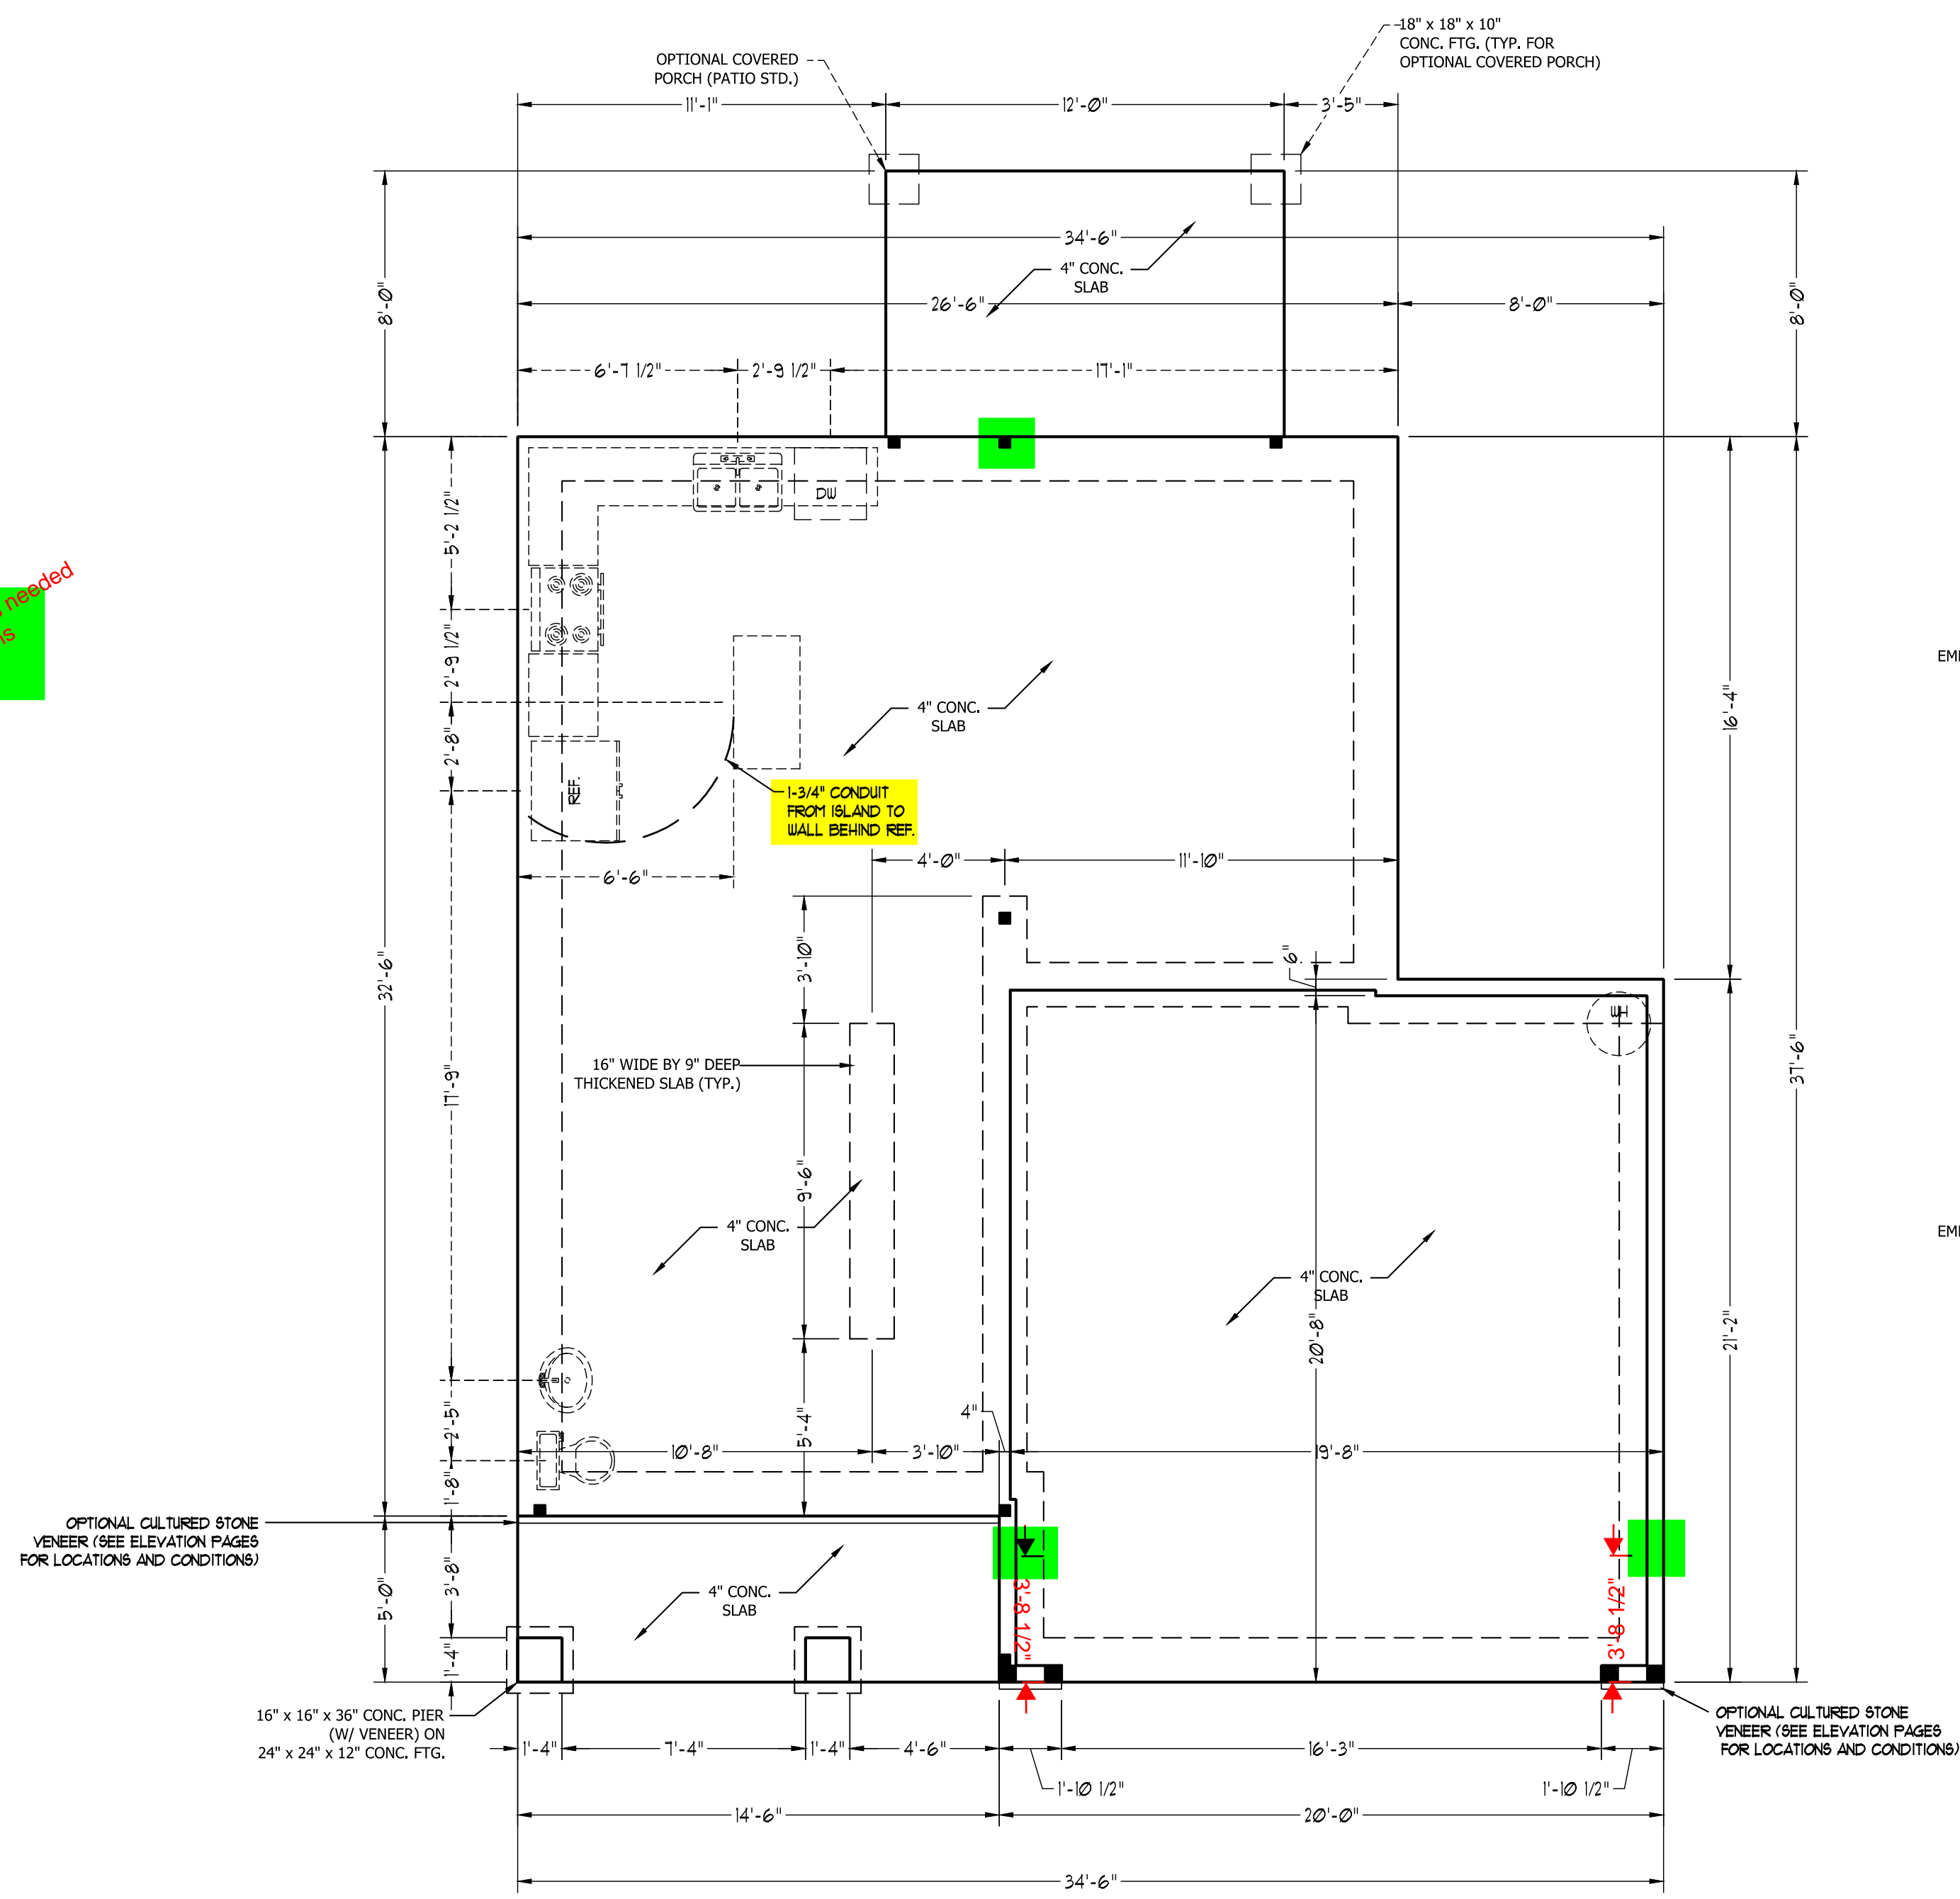 18" x 18" x 10"
CONC. FTG. (TYP. FOR
OPTIONAL COVERED PORCH)
OPTIONAL COVERED
PORCH (PATIO STD.)
11'-1"
12'-0"
3'-5"
34'-6"
4" CONC.
SLAB
26'-6"
8'-0"
8'-0"
8'-0"
6'-7 1/2"
2'-9 1/2"
17'-1"
DW
5'-2 1/2"
needed
2'-9 1/2"
EM
4" CONC.
SLAB
16'-4"
2'-8"
REF.
1-3/4" CONDUIT
FROM ISLAND TO
WALL BEHIND REF.
4'-0"
11'-10"
6'-6"
3'-10"
6"
32'-6"
WH
37'-6"
16" WIDE BY 9" DEEP
THICKENED SLAB (TYP.)
17'-9"
9'-6"
4" CONC.
SLAB
EM
4" CONC.
SLAB
20'-8"
21'-2"
4"
2'-5"
5'-4"
10'-8"
3'-10"
19'-8"
1'-8"
OPTIONAL CULTURED STONE
VENEER (SEE ELEVATION PAGES
FOR LOCATIONS AND CONDITIONS)
3'-8"
5'-0"
4" CONC.
SLAB
3'-8 1/2"
3'-8 1/2"
1'-4"
16" x 16" x 36" CONC. PIER
(W/ VENEER) ON
24" x 24" x 12" CONC. FTG.
OPTIONAL CULTURED STONE
VENEER (SEE ELEVATION PAGES
FOR LOCATIONS AND CONDITIONS)
1'-4"
7'-4"
1'-4"
4'-6"
16'-3"
1'-10 1/2"
1'-10 1/2"
14'-6"
20'-0"
34'-6"